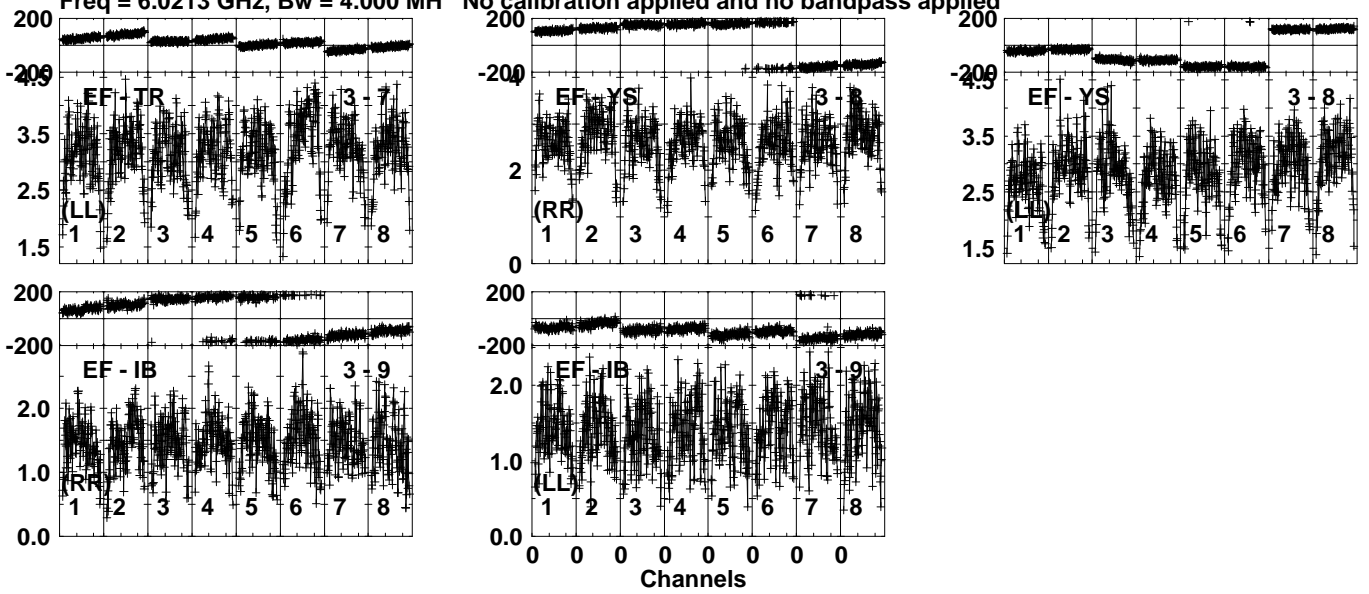 Freq = 6.0213 GHz, Bw = 4.000 MH No calibration applied and no bandpass applied
200 200 200
-200 -200 -200
4.5 4 4.5
EF - TR 3 - 7 EF - YS 3 - 8 EF - YS 3 - 8
3.5 3.5
2.5 2 2.5
(LL) (RR) (LL)
1 2 3 4 5 6 7 8 1 2 3 4 5 6 7 8 1 2 3 4 5 6 7 8
1.5 0 1.5
200 200
-200 -200
EF - IB 3 - 9 EF - IB 3 - 9
2.0 2.0
1.0 1.0
(RR) (LL)
1 2 3 4 5 6 7 8 1 2 3 4 5 6 7 8
0.0 0.0
0 0 0 0 0 0 0 0
Channels